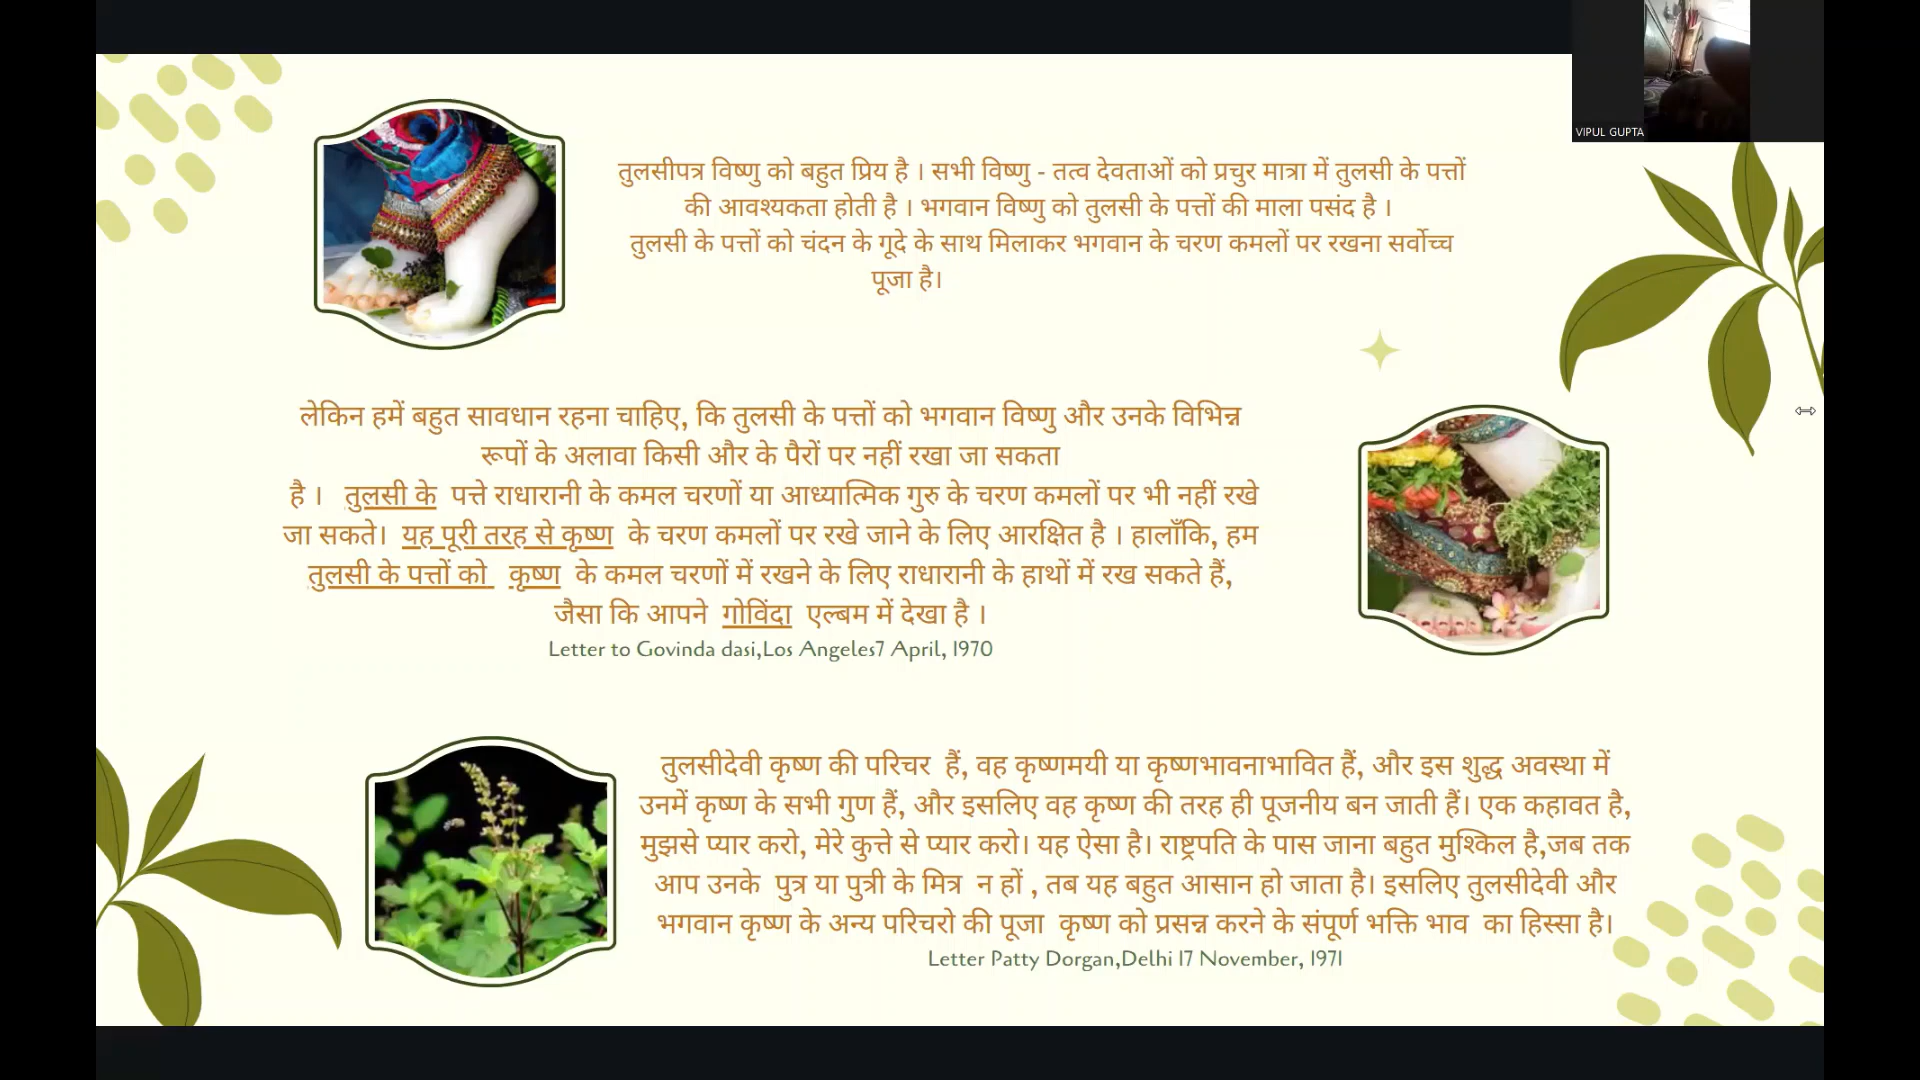 VIPUL GUPTA
तुलसीपत्र विष्णु को बहुत प्रिय है । सभी विष्णु - तत्व देवताओं को प्रचुर मात्रा में तुलसी के पत्तों
की आवश्यकता होती है । भगवान विष्णु को तुलसी के पत्तों की माला पसंद है ।
तुलसी के पत्तों को चंदन के गूदे के साथ मिलाकर भगवान के चरण कमलों पर रखना सर्वोच्च
पूजा है।
लेकिन हमें बहुत सावधान रहना चाहिए, कि तुलसी के पत्तों को भगवान विष्णु और उनके विभिन्न
रूपों के अलावा किसी और के पैरों पर नहीं रखा जा सकता
है । तुलसी के पत्ते राधारानी के कमल चरणों या आध्यात्मिक गुरु के चरण कमलों पर भी नहीं रखे
जा सकते। यह पूरी तरह से कृष्ण के चरण कमलों पर रखे जाने के लिए आरक्षित है । हालाँकि, हम
तुलसी के पत्तों को कृष्ण के कमल चरणों में रखने के लिए राधारानी के हाथों में रख सकते हैं,
जैसा कि आपने गोविंदा एल्बम में देखा है ।
Letter to Govinda dasi,Los Angeles7 April, 1970
तुलसीदेवी कृष्ण की परिचर हैं, वह कृष्णमयी या कृष्णभावनाभावित हैं, और इस शुद्ध अवस्था में
उनमें कृष्ण के सभी गुण हैं, और इसलिए वह कृष्ण की तरह ही पूजनीय बन जाती हैं। एक कहावत है,
मुझसे प्यार करो, मेरे कुत्ते से प्यार करो। यह ऐसा है। राष्ट्रपति के पास जाना बहुत मुश्किल है,जब तक
आप उनके पुत्र या पुत्री के मित्र न हों , तब यह बहुत आसान हो जाता है। इसलिए तुलसीदेवी और
भगवान कृष्ण के अन्य परिचरो की पूजा कृष्ण को प्रसन्न करने के संपूर्ण भक्ति भाव का हिस्सा है।
Letter Patty Dorgan,Delhi 17 November, 1971